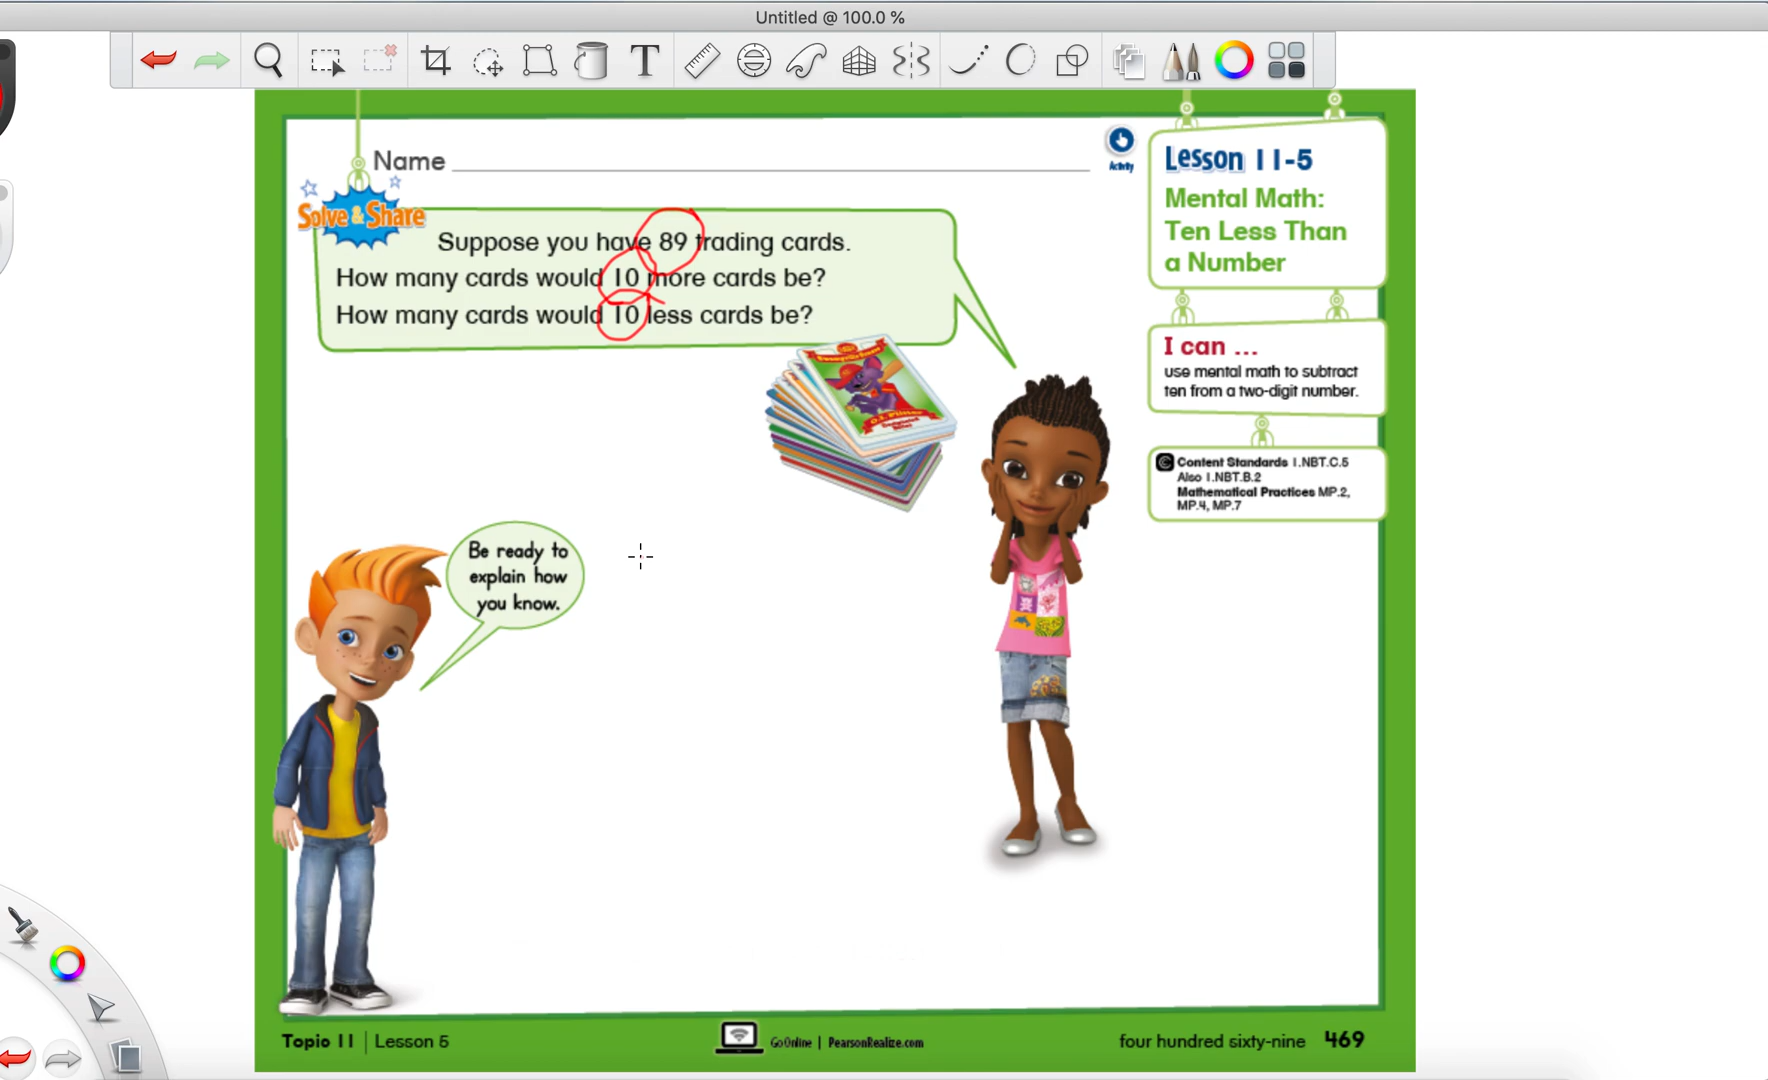 Untitled @ 100.0 %
Name
Activity
Solve & Share
Suppose you have 89 trading cards.
How many cards would 10 more cards be?
How many cards would 10 less cards be?
Lesson 11-5
Mental Math:
Ten Less Than
a Number
I can ...
use mental math to subtract
ten from a two-digit number.
Content Standards 1.NBT.C.5
Also 1.NBT.B.2
Mathematical Practices MP.2,
MP.4, MP.7
Be ready to
explain how
you know.
Topic 11 | Lesson 5
Go Online | PearsonRealize.com
four hundred sixty-nine 469